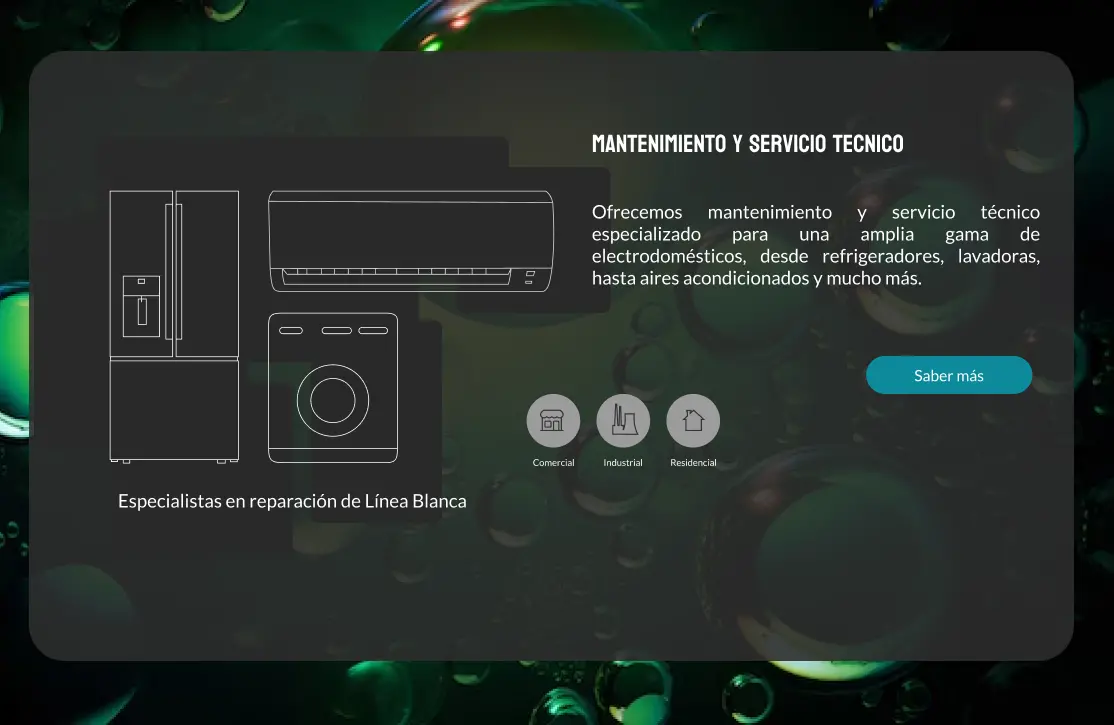 MANTENIMIENTO Y SERVICIO TECNICO
Ofrecemos mantenimiento y servicio técnico
especializado para una amplia gama de
electrodomésticos, desde refrigeradores, lavadoras,
hasta aires acondicionados y mucho más.
Saber más
Comercial
Industrial
Residencial
Especialistas en reparación de Línea Blanca